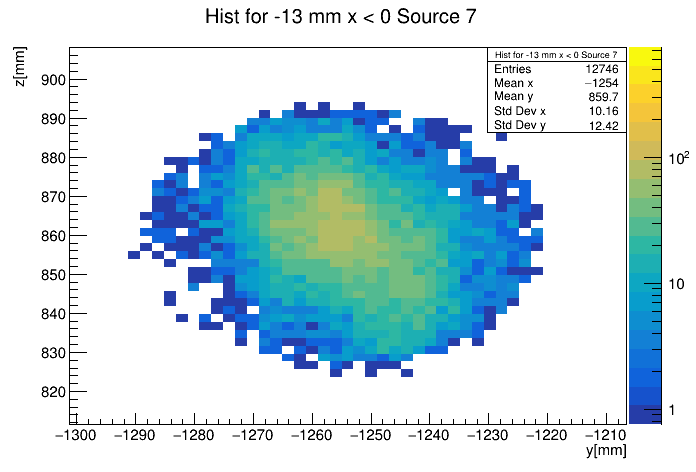 Hist for -13 mm x < 0 Source 7
z[mm]
Hist for -13 mm x < 0 Source 7
Entries 12746
Mean x −1254
Mean y 859.7
Std Dev x 10.16
Std Dev y 12.42
900
890
880
870
860
850
840
830
820
10²
10
1
−1300 −1290 −1280 −1270 −1260 −1250 −1240 −1230 −1220 −1210
y[mm]